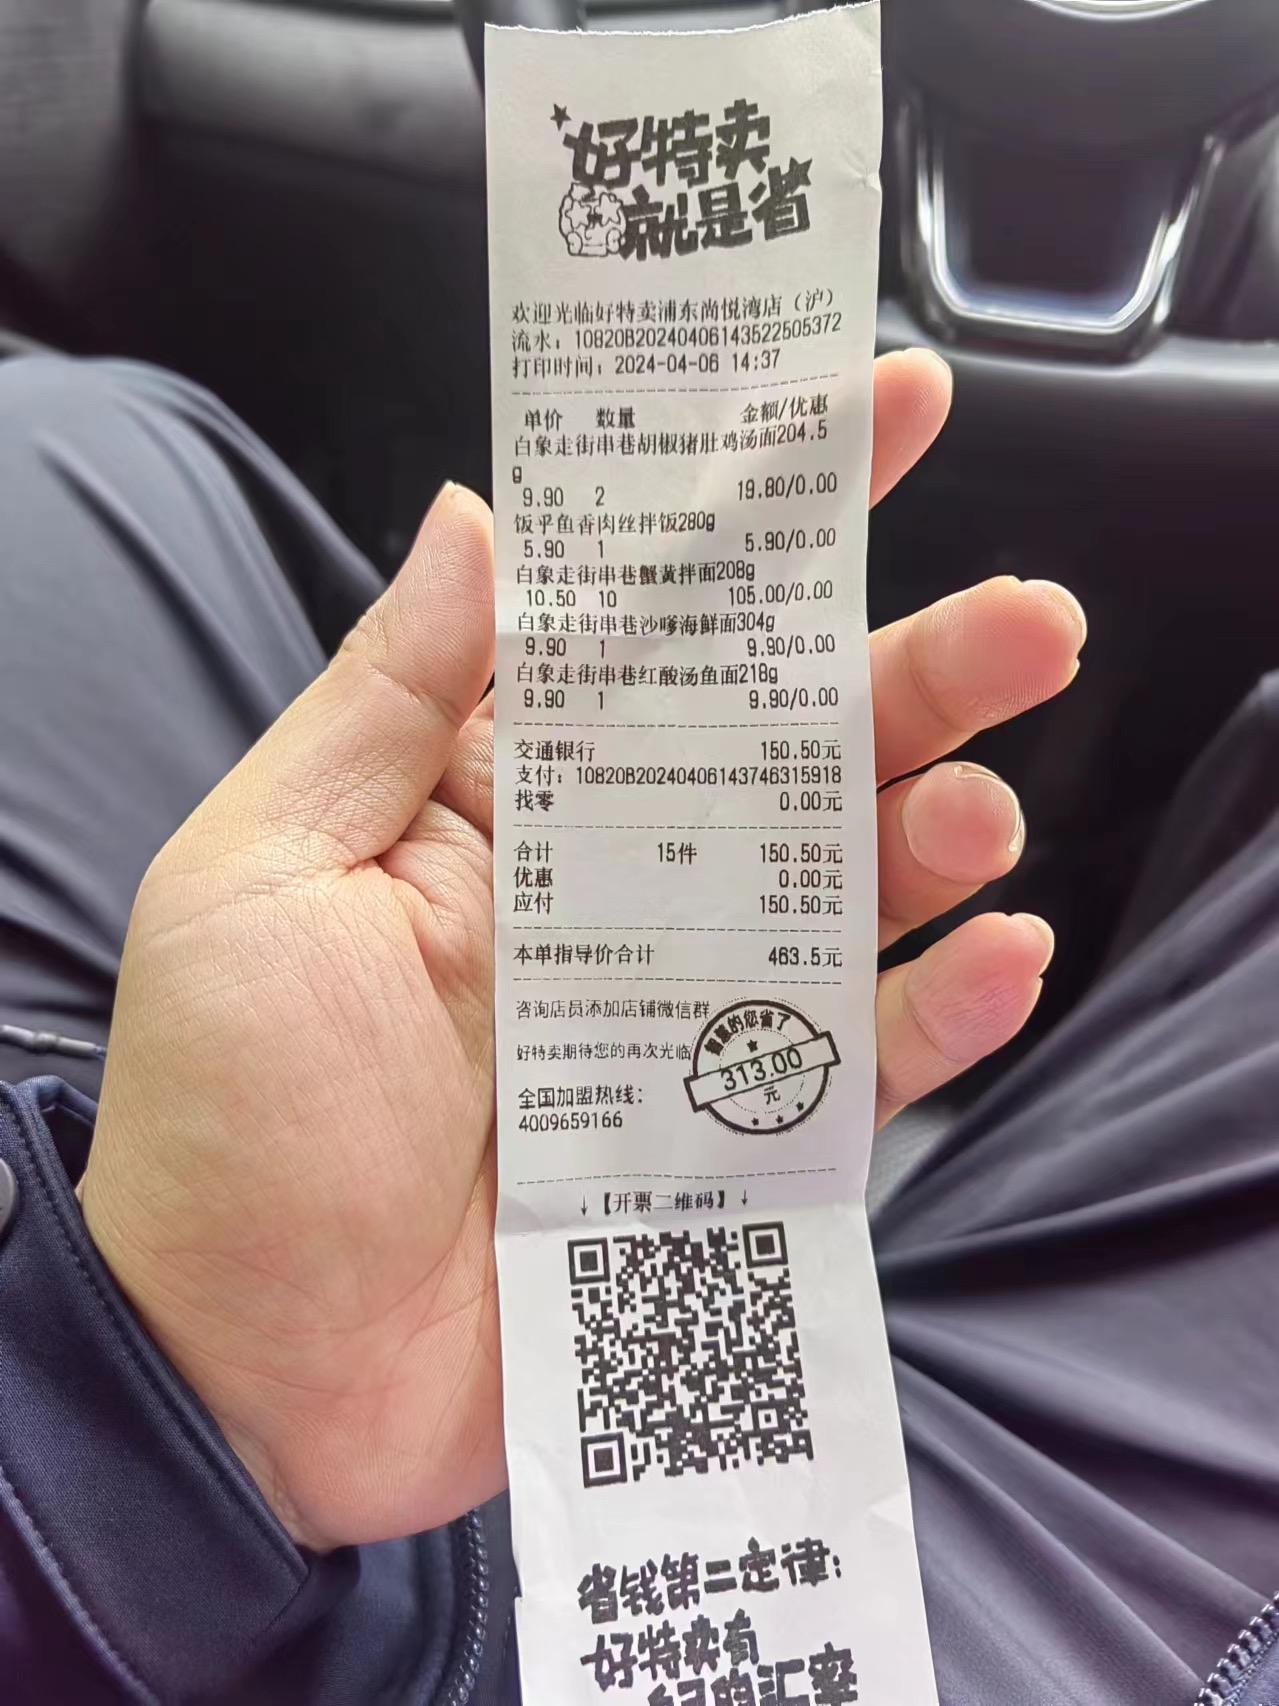 好特卖
就是省
欢迎光临好特卖浦东尚悦湾店（沪）
流水：10820B20240406143522505372
打印时间：2024-04-06 14:37
单价 数量 金额/优惠
白象走街串巷胡椒猪肚鸡汤面204.5
g
9.90 2 19.80/0.00
饭乎鱼香肉丝拌饭280g
5.90 1 5.90/0.00
白象走街串巷蟹黄拌面208g
10.50 10 105.00/0.00
白象走街串巷沙嗲海鲜面304g
9.90 1 9.90/0.00
白象走街串巷红酸汤鱼面218g
9.90 1 9.90/0.00
交通银行 150.50元
支付：10820B20240406143746315918
找零 0.00元
合计 15件 150.50元
优惠 0.00元
应付 150.50元
本单指导价合计 463.5元
咨询店员添加店铺微信群
好特卖期待您的再次光临
智慧的您省了
313.00
元
全国加盟热线：
4009659166
↓【开票二维码】↓
省钱第二定律：
好特卖有